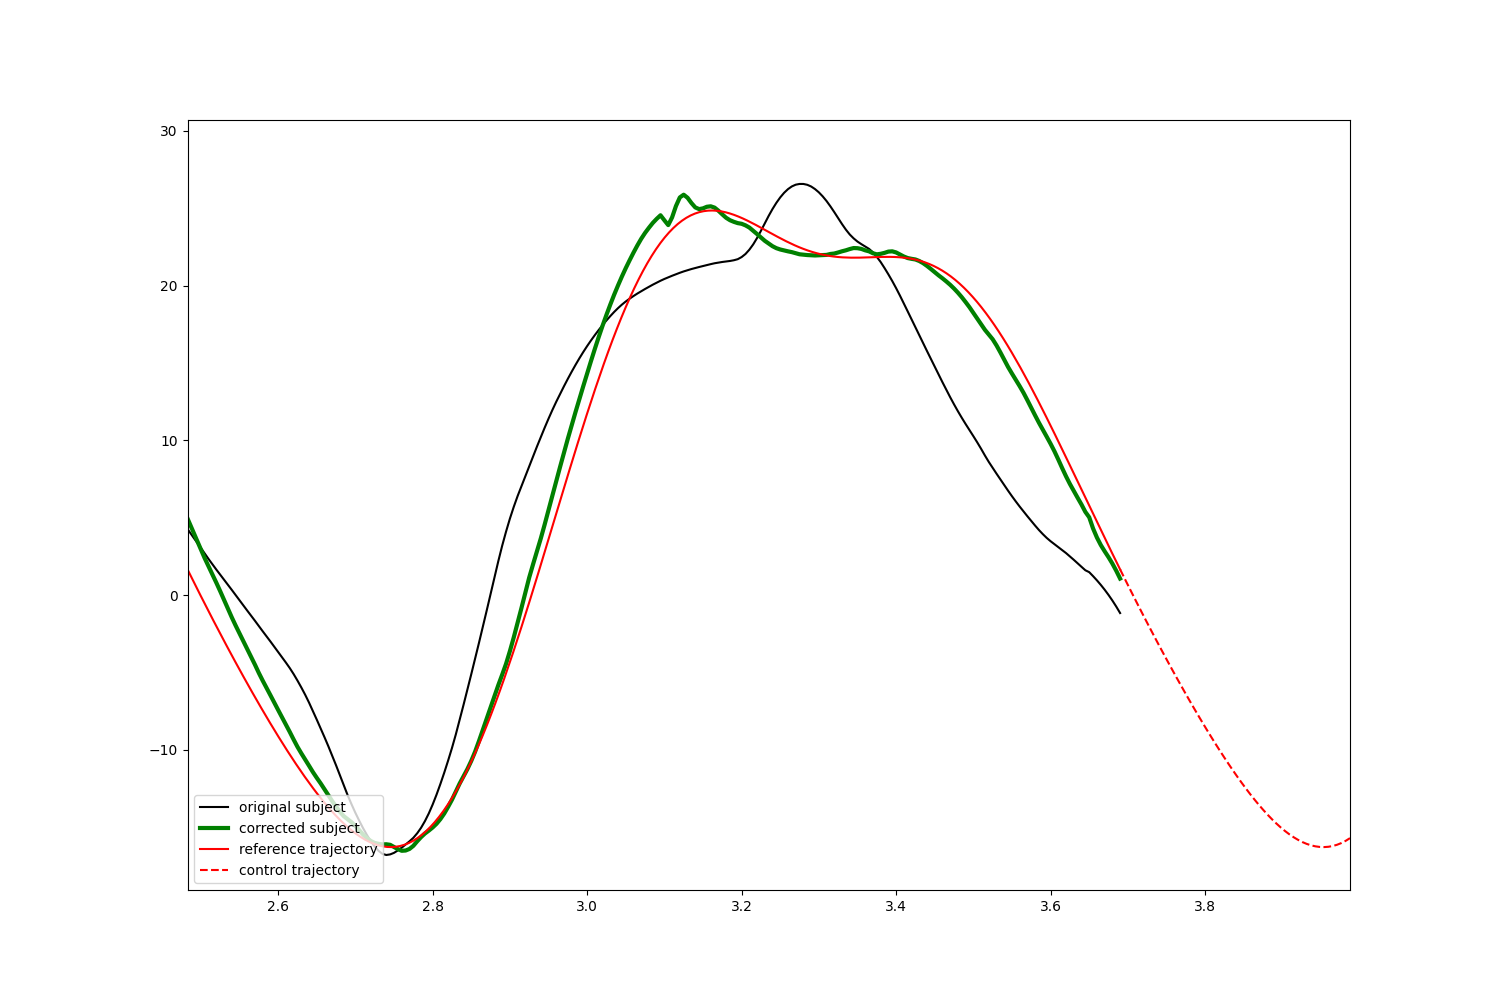 30
20
10
0
−10
original subject
corrected subject
reference trajectory
control trajectory
2.6 2.8 3.0 3.2 3.4 3.6 3.8